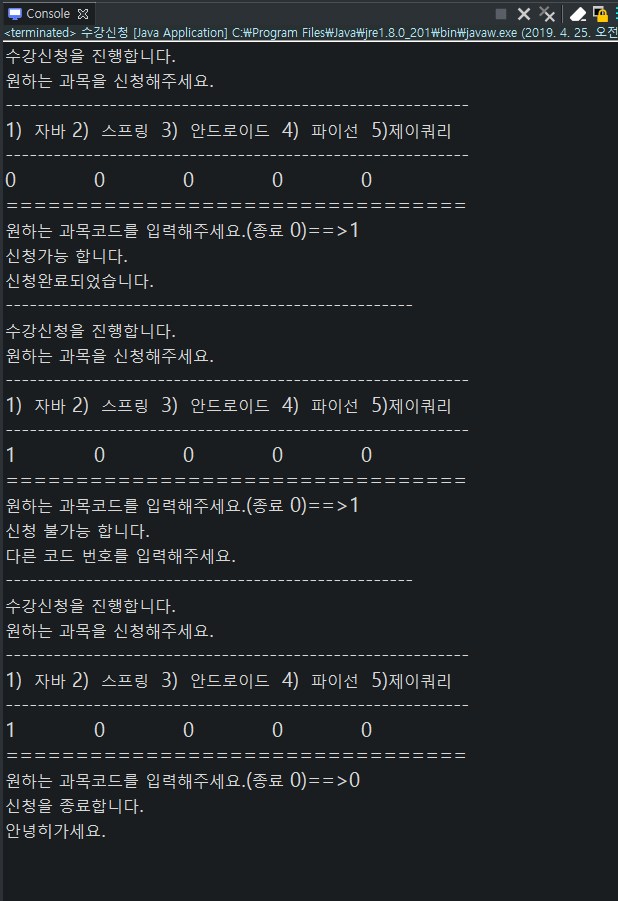 Console
<terminated> 수강신청 [Java Application] C:₩Program Files₩Java₩jre1.8.0_201₩bin₩javaw.exe (2019. 4. 25. 오전
수강신청을 진행합니다.
원하는 과목을 신청해주세요.
----------------------------------------------------------
1) 자바 2) 스프링 3) 안드로이드 4) 파이선 5)제이쿼리
----------------------------------------------------------
0 0 0 0 0
==================================
원하는 과목코드를 입력해주세요.(종료 0)==>1
신청가능 합니다.
신청완료되었습니다.
---------------------------------------------------
수강신청을 진행합니다.
원하는 과목을 신청해주세요.
----------------------------------------------------------
1) 자바 2) 스프링 3) 안드로이드 4) 파이선 5)제이쿼리
----------------------------------------------------------
1 0 0 0 0
==================================
원하는 과목코드를 입력해주세요.(종료 0)==>1
신청 불가능 합니다.
다른 코드 번호를 입력해주세요.
---------------------------------------------------
수강신청을 진행합니다.
원하는 과목을 신청해주세요.
----------------------------------------------------------
1) 자바 2) 스프링 3) 안드로이드 4) 파이선 5)제이쿼리
----------------------------------------------------------
1 0 0 0 0
==================================
원하는 과목코드를 입력해주세요.(종료 0)==>0
신청을 종료합니다.
안녕히가세요.